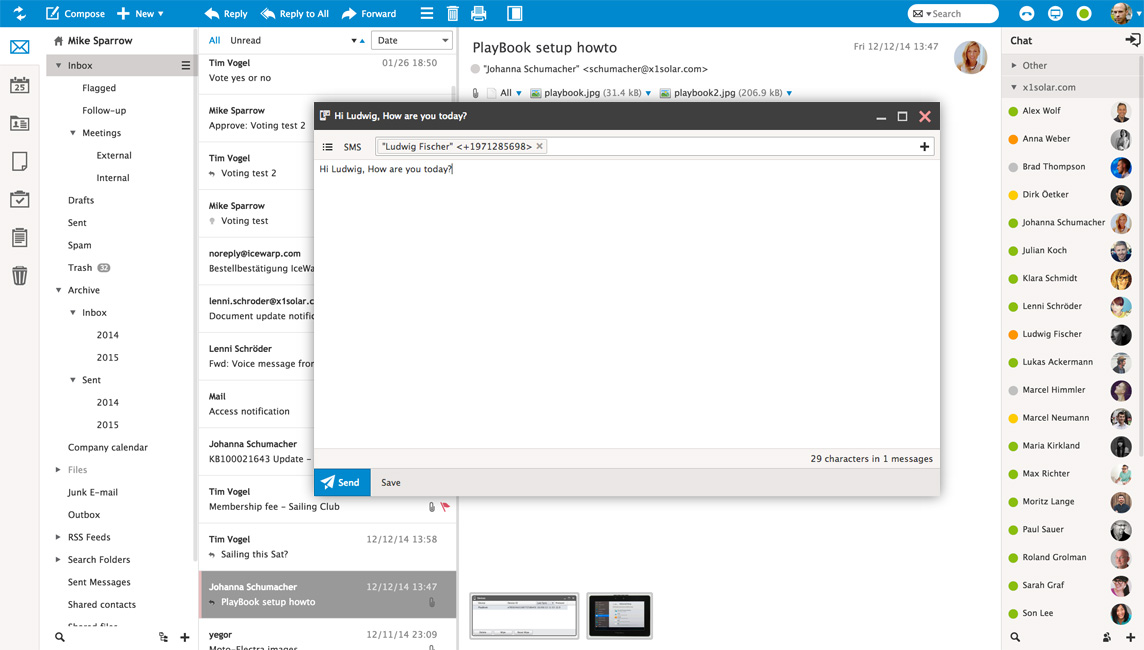 Compose New Reply Reply to All Forward Search
Mike Sparrow
Inbox
Flagged
Follow-up
Meetings
External
Internal
Drafts
Sent
Spam
Trash 32
Archive
Inbox
2014
2015
Sent
2014
2015
Company calendar
Files
Junk E-mail
Outbox
RSS Feeds
Search Folders
Sent Messages
Shared contacts
25
All Unread Date
Tim Vogel 01/26 18:50
Vote yes or no
Mike Sparrow
Approve: Voting test 2
Tim Vogel
Voting test 2
Mike Sparrow
Voting test
noreply@icewarp.com
Bestellbestätigung
lenni.schroder@x1solar.c
Document update
Lenni Schröder
Fwd: Voice message
Mail
Access notification
Johanna Schumacher
KB100021643 Update -
Tim Vogel
Membership fee - Sailing Club
Tim Vogel 12/12/14 13:58
Sailing this Sat?
Johanna Schumacher 12/12/14 13:47
PlayBook setup howto
yegor 12/11/14 23:09
Moto-Electra images
PlayBook setup howto Fri 12/12/14 13:47
"Johanna Schumacher" <schumacher@x1solar.com>
All playbook.jpg (31.4 kB) playbook2.jpg (206.9 kB)
Hi Ludwig, How are you today?
SMS "Ludwig Fischer" <+1971285698>
Hi Ludwig, How are you today?
29 characters in 1 messages
Send Save
Chat
Other
x1solar.com
Alex Wolf
Anna Weber
Brad Thompson
Dirk Öetker
Johanna Schumacher
Julian Koch
Klara Schmidt
Lenni Schröder
Ludwig Fischer
Lukas Ackermann
Marcel Himmler
Marcel Neumann
Maria Kirkland
Max Richter
Moritz Lange
Paul Sauer
Roland Grolman
Sarah Graf
Son Lee